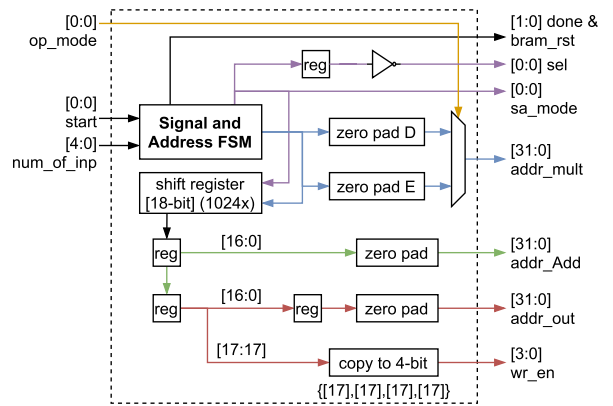 [0:0]
op_mode
[1:0] done &
bram_rst
reg
[0:0] sel
[0:0]
sa_mode
[0:0]
start
[4:0]
num_of_inp
Signal and
Address FSM
zero pad D
zero pad E
[31:0]
addr_mult
shift register
[18-bit] (1024x)
reg
[16:0]
zero pad
[31:0]
addr_Add
reg
[16:0]
reg
zero pad
[31:0]
addr_out
[17:17]
copy to 4-bit
{[17],[17],[17],[17]}
[3:0]
wr_en